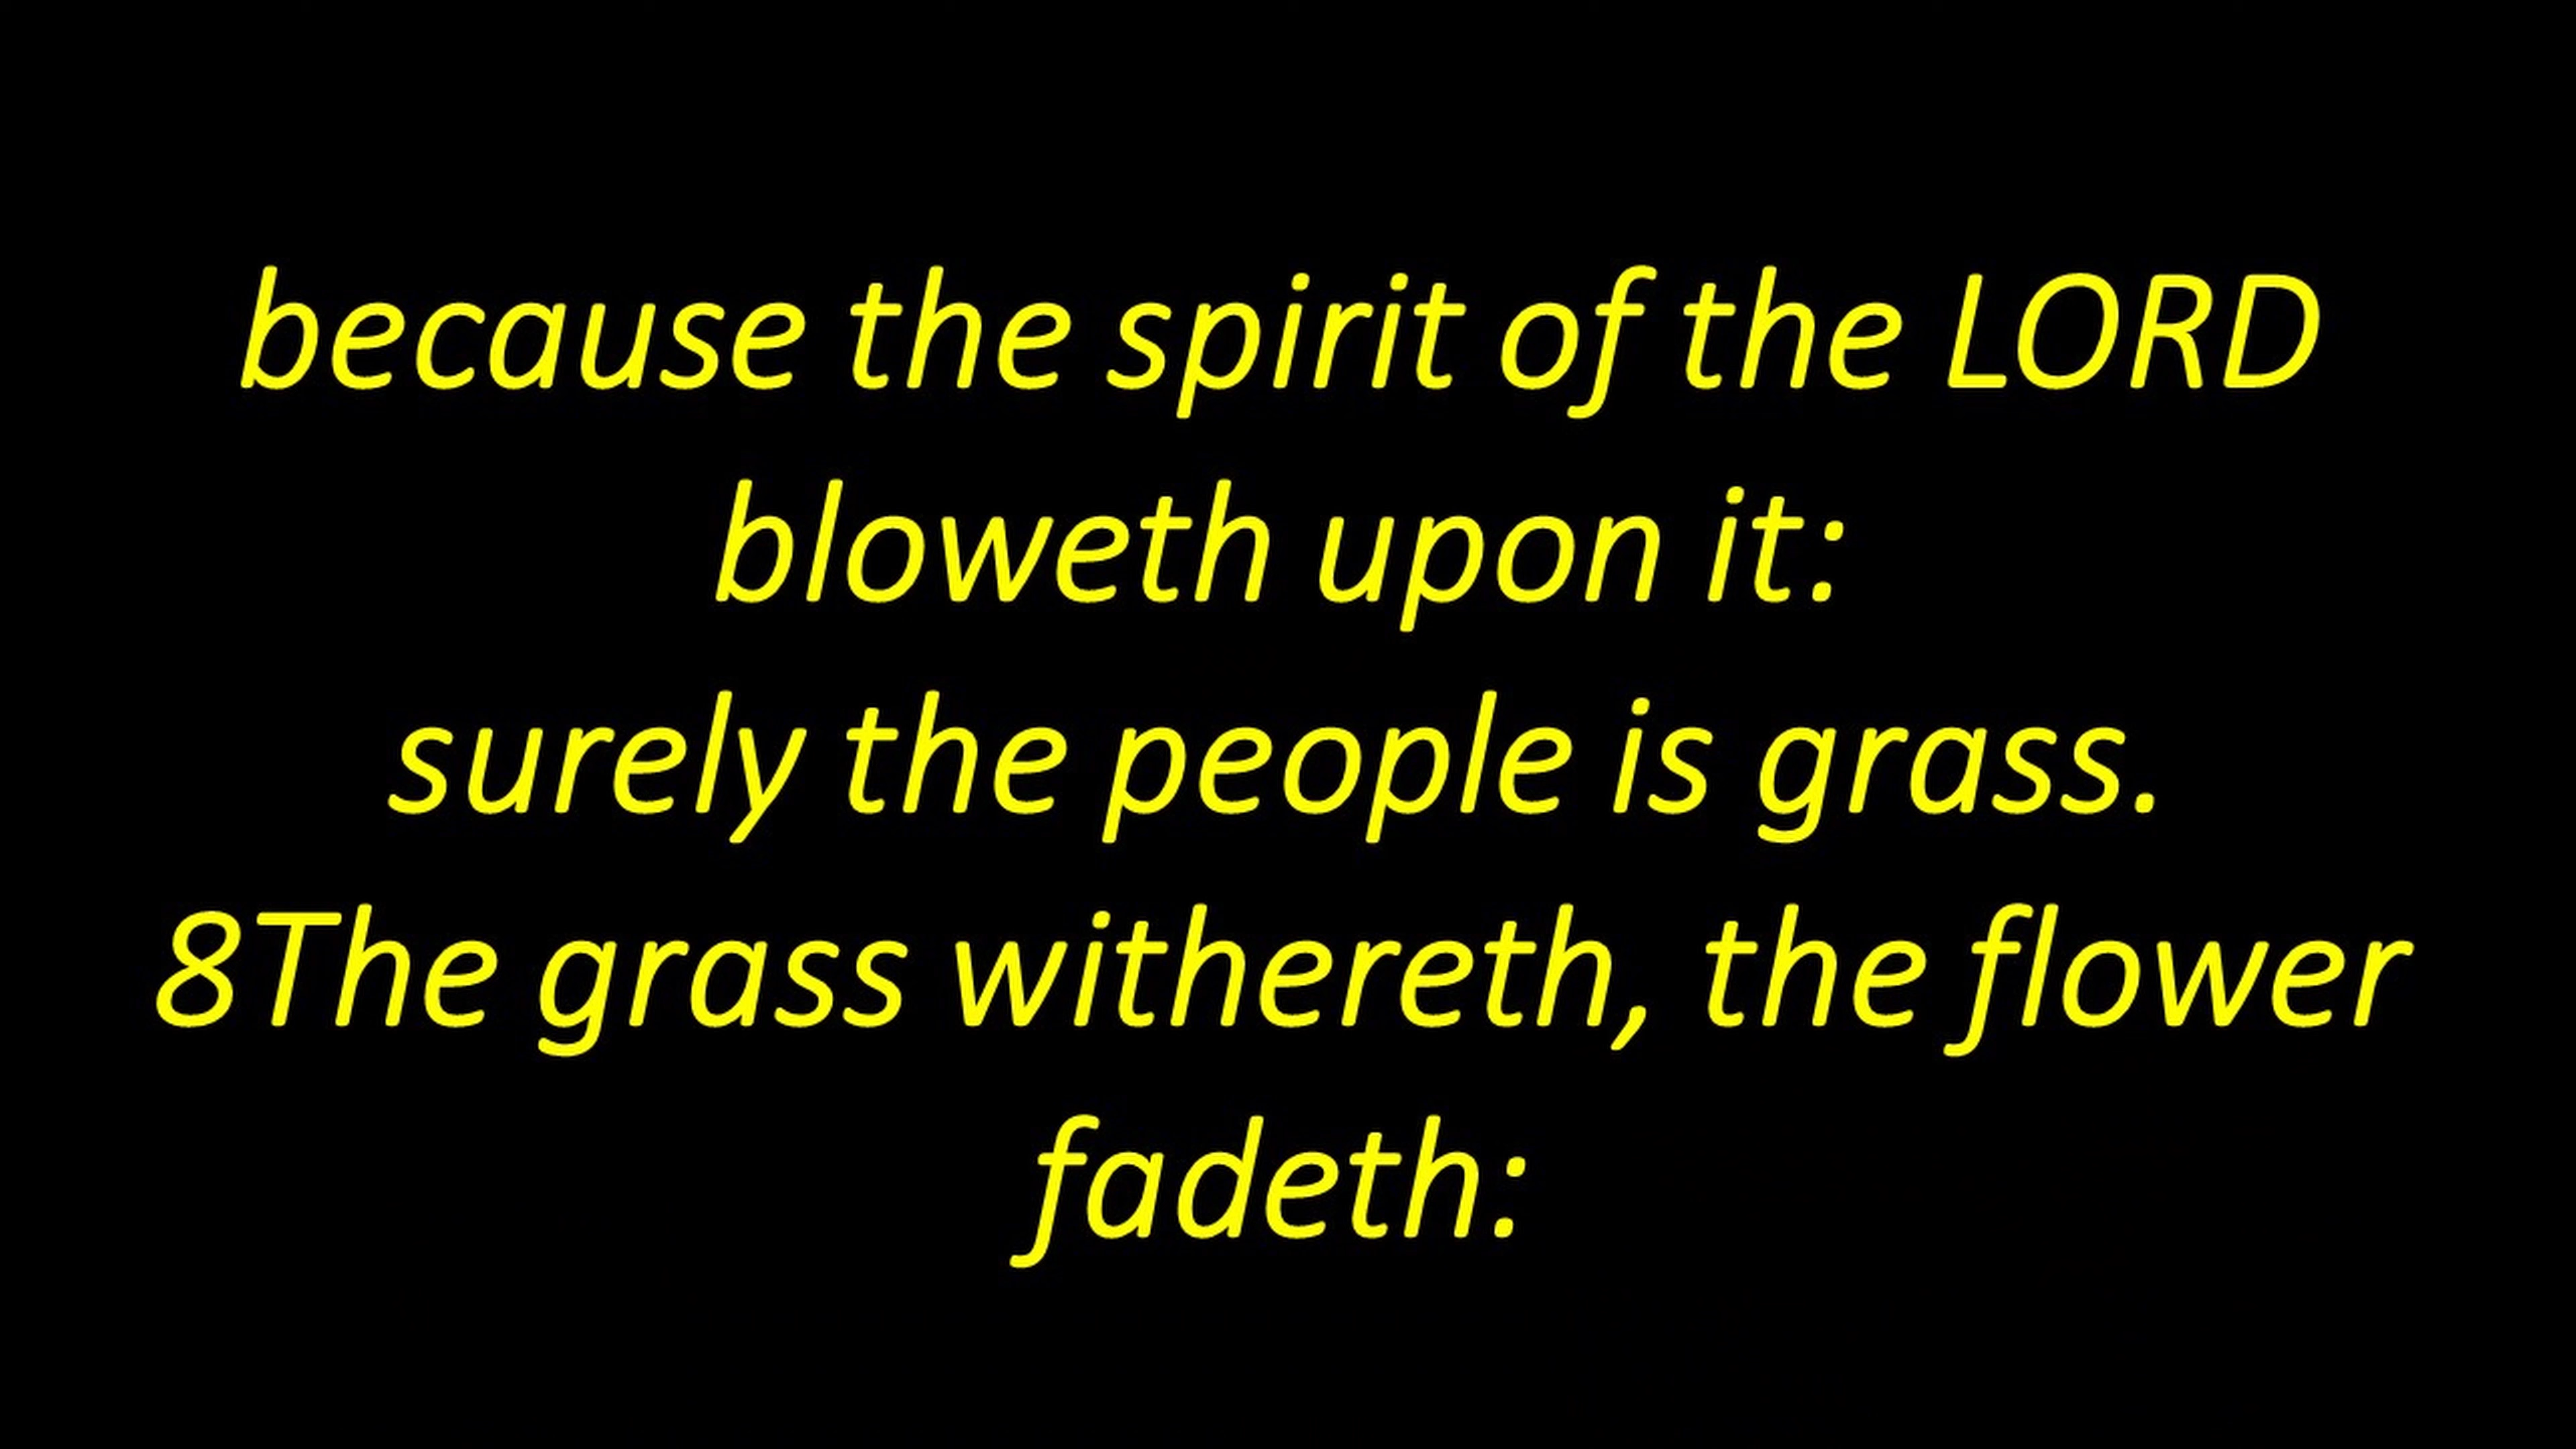 because the spirit of the LORD
bloweth upon it:
surely the people is grass.
8The grass withereth, the flower
fadeth: